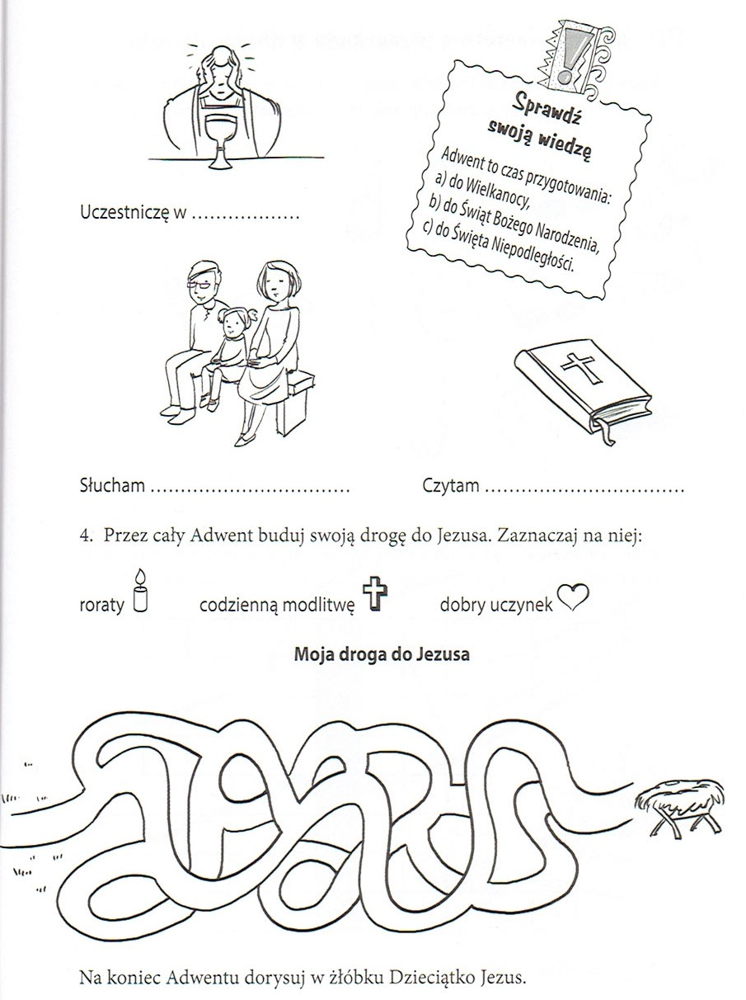 Sprawdź
swoją wiedzę
Adwent to czas przygotowania:
a) do Wielkanocy,
b) do Świąt Bożego Narodzenia,
c) do Święta Niepodległości.
Uczestniczę w ..................
Słucham .................................
Czytam .................................
4. Przez cały Adwent buduj swoją drogę do Jezusa. Zaznaczaj na niej:
roraty codzienną modlitwę dobry uczynek
Moja droga do Jezusa
Na koniec Adwentu dorysuj w żłóbku Dzieciątko Jezus.